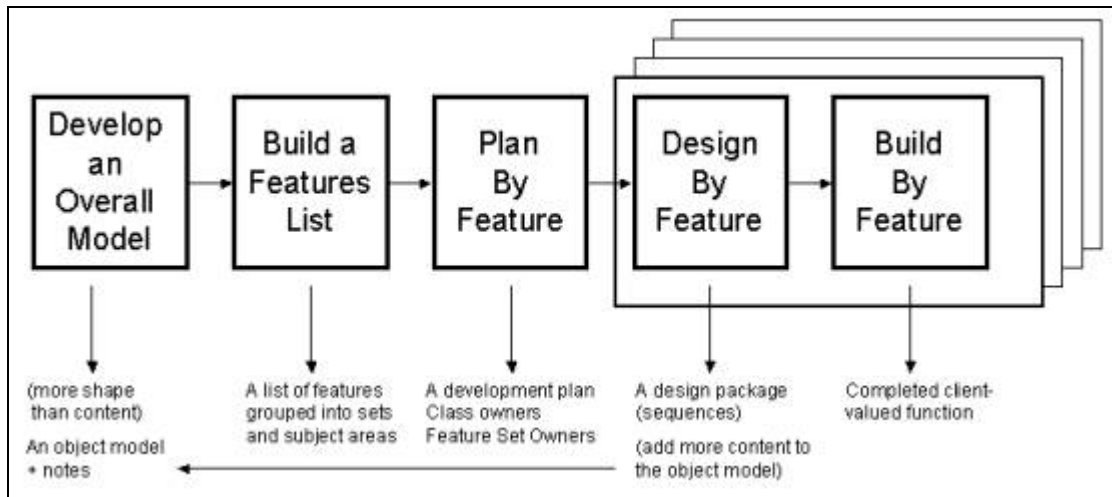 Develop
an
Overall
Model
Build a
Features
List
Plan
By
Feature
Design
By
Feature
Build
By
Feature
(more shape
than content)
An object model
+ notes
A list of features
grouped into sets
and subject areas
A development plan
Class owners
Feature Set Owners
A design package
(sequences)
(add more content to
the object model)
Completed client-
valued function